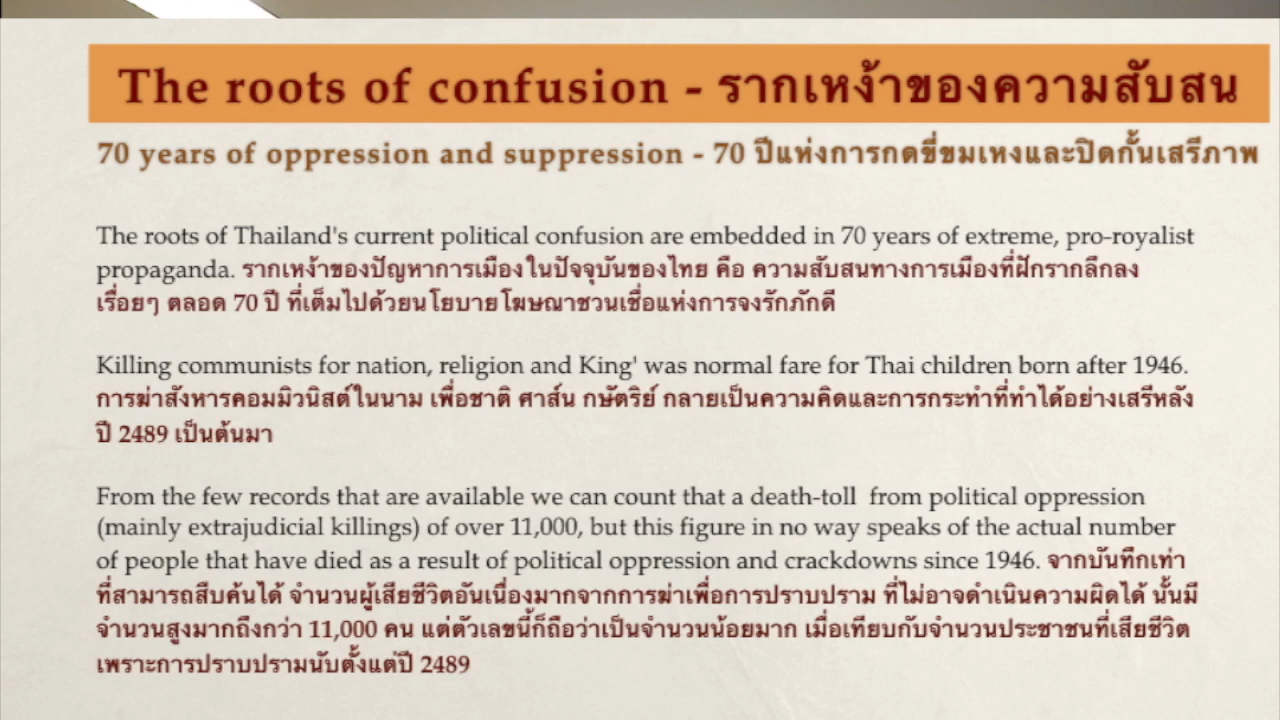 The roots of confusion - รากเหง้าของความสับสน
70 years of oppression and suppression - 70 ปีแห่งการกดขี่ขมเหงและปิดกั้นเสรีภาพ
The roots of Thailand's current political confusion are embedded in 70 years of extreme, pro-royalist
propaganda. รากเหง้าของปัญหาการเมืองในปัจจุบันของไทย คือ ความสับสนทางการเมืองที่ฝักรากลึกลง
เรื่อยๆ ตลอด 70 ปี ที่เต็มไปด้วยนโยบายโฆษณาชวนเชื่อแห่งการจงรักภักดี
Killing communists for nation, religion and King' was normal fare for Thai children born after 1946.
การฆ่าสังหารคอมมิวนิสต์ในนาม เพื่อชาติ ศาส์น กษัตริย์ กลายเป็นความคิดและการกระทำที่ทำได้อย่างเสรีหลัง
ปี 2489 เป็นต้นมา
From the few records that are available we can count that a death-toll from political oppression
(mainly extrajudicial killings) of over 11,000, but this figure in no way speaks of the actual number
of people that have died as a result of political oppression and crackdowns since 1946. จากบันทึกเท่า
ที่สามารถสืบค้นได้ จำนวนผู้เสียชีวิตอันเนื่องมากจากการฆ่าเพื่อการปราบปราม ที่ไม่อาจดำเนินความผิดได้ นั้นมี
จำนวนสูงมากถึงกว่า 11,000 คน แต่ตัวเลขนี้ก็ถือว่าเป็นจำนวนน้อยมาก เมื่อเทียบกับจำนวนประชาชนที่เสียชีวิต
เพราะการปราบปรามนับตั้งแต่ปี 2489